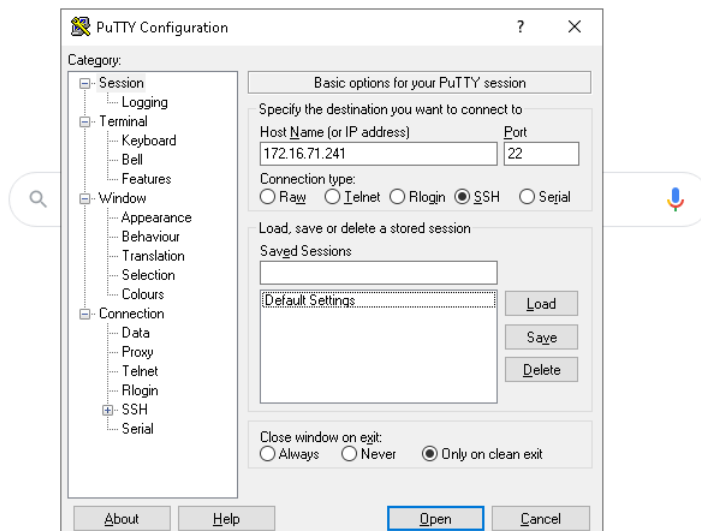 PuTTY Configuration
?
Category:
Session
Logging
Terminal
Keyboard
Bell
Features
Window
Appearance
Behaviour
Translation
Selection
Colours
Connection
Data
Proxy
Telnet
Rlogin
SSH
Serial
Basic options for your PuTTY session
Specify the destination you want to connect to
Host Name (or IP address) Port
172.16.71.241 22
Connection type:
Raw Telnet Rlogin SSH Serial
Load, save or delete a stored session
Saved Sessions
Default Settings
Load
Save
Delete
Close window on exit:
Always Never Only on clean exit
About Help Open Cancel